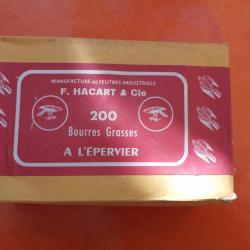 MANUFACTURE DE FEUTRES INDUSTRIELS
F. HACART & Cie
200
Bourres Grasses
A L'ÉPERVIER